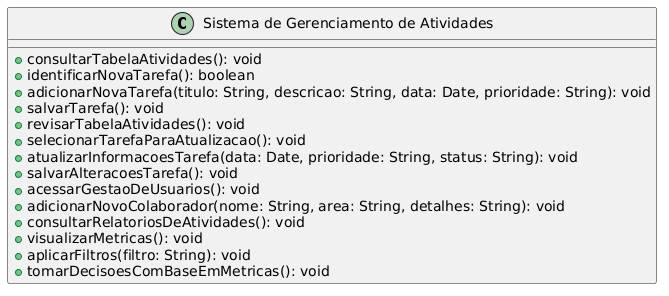 C Sistema de Gerenciamento de Atividades
consultarTabelaAtividades(): void
identificarNovaTarefa(): boolean
adicionarNovaTarefa(titulo: String, descricao: String, data: Date, prioridade: String): void
salvarTarefa(): void
revisarTabelaAtividades(): void
selecionarTarefaParaAtualizacao(): void
atualizarInformacoesTarefa(data: Date, prioridade: String, status: String): void
salvarAlteracoesTarefa(): void
acessarGestaoDeUsuarios(): void
adicionarNovoColaborador(nome: String, area: String, detalhes: String): void
consultarRelatoriosDeAtividades(): void
visualizarMetricas(): void
aplicarFiltros(filtro: String): void
tomarDecisoesComBaseEmMetricas(): void